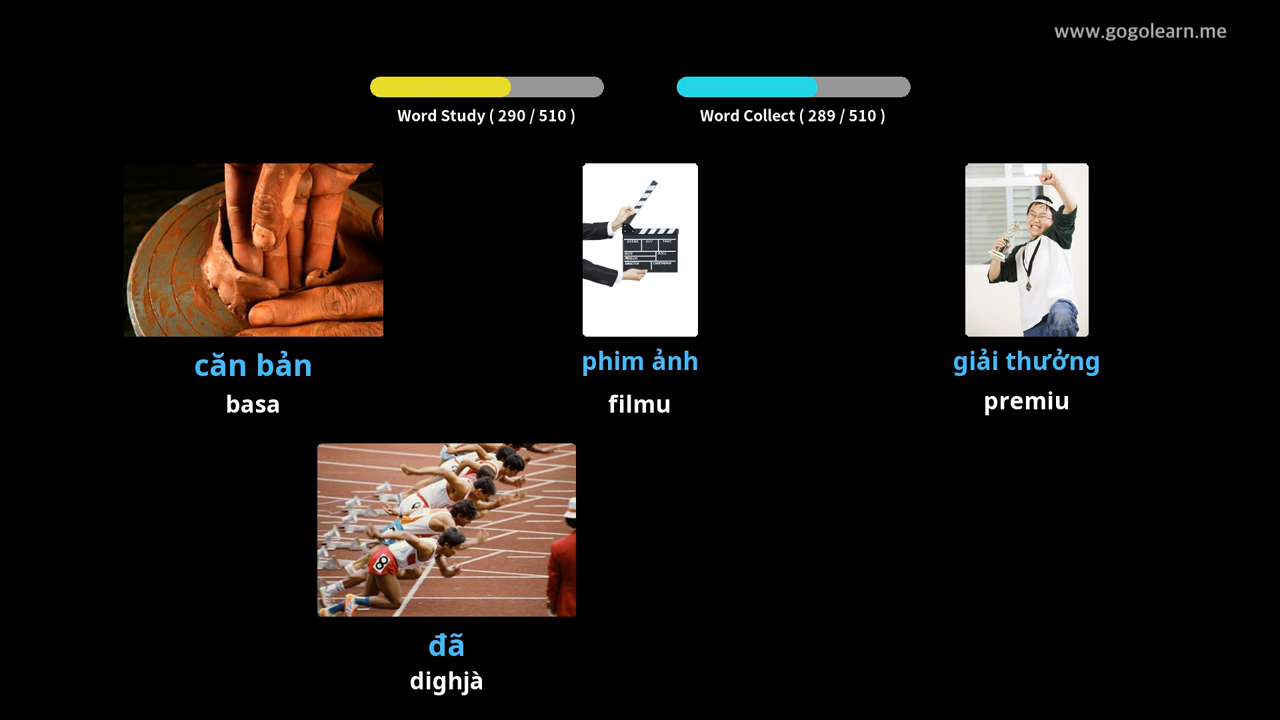 www.gogolearn.me
Word Study ( 290 / 510 )
Word Collect ( 289 / 510 )
căn bản
basa
phim ảnh
filmu
giải thưởng
premiu
đã
dighjà